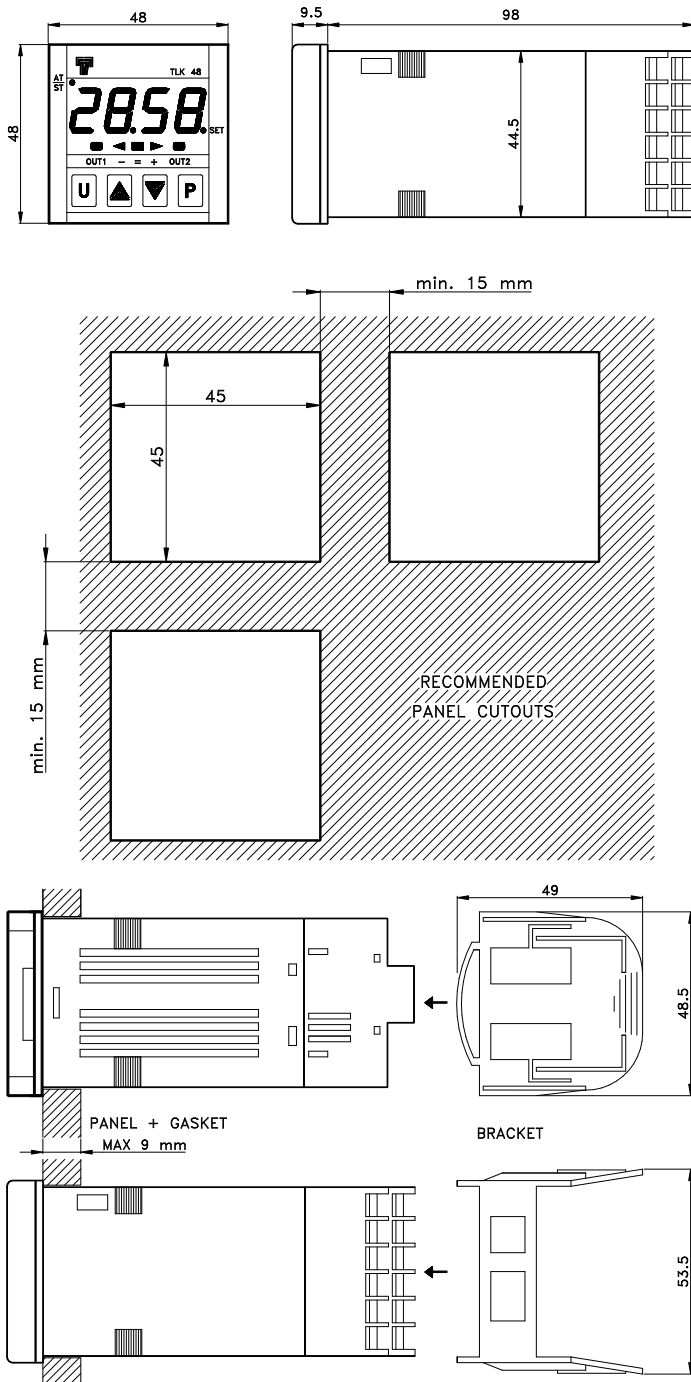 48
9.5
98
48
TLK 48
AT
ST
28.58
SET
44.5
OUT1 - = + OUT2
U
P
min. 15 mm
45
45
min. 15 mm
RECOMMENDED
PANEL CUTOUTS
49
48.5
PANEL + GASKET
MAX 9 mm
BRACKET
53.5